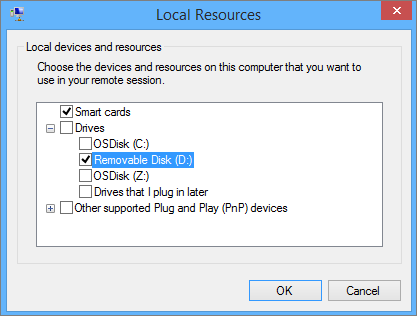 Local Resources
Local devices and resources
Choose the devices and resources on this computer that you want to
use in your remote session.
Smart cards
Drives
OSDisk (C:)
Removable Disk (D:)
OSDisk (Z:)
Drives that I plug in later
Other supported Plug and Play (PnP) devices
OK
Cancel